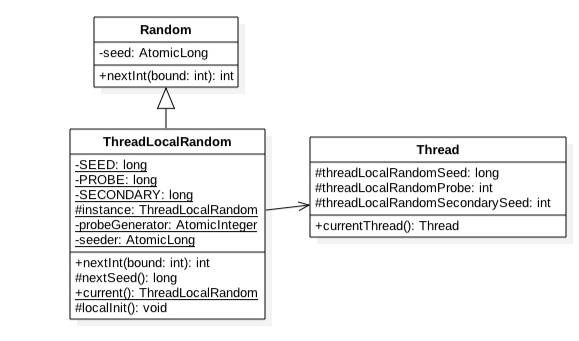 Random
-seed: AtomicLong
+nextInt(bound: int): int
ThreadLocalRandom
-SEED: long
-PROBE: long
-SECONDARY: long
#instance: ThreadLocalRandom
-probeGenerator: AtomicInteger
-seeder: AtomicLong
+nextInt(bound: int): int
#nextSeed(): long
+current(): ThreadLocalRandom
#localInit(): void
Thread
#threadLocalRandomSeed: long
#threadLocalRandomProbe: int
#threadLocalRandomSecondarySeed: int
+currentThread(): Thread